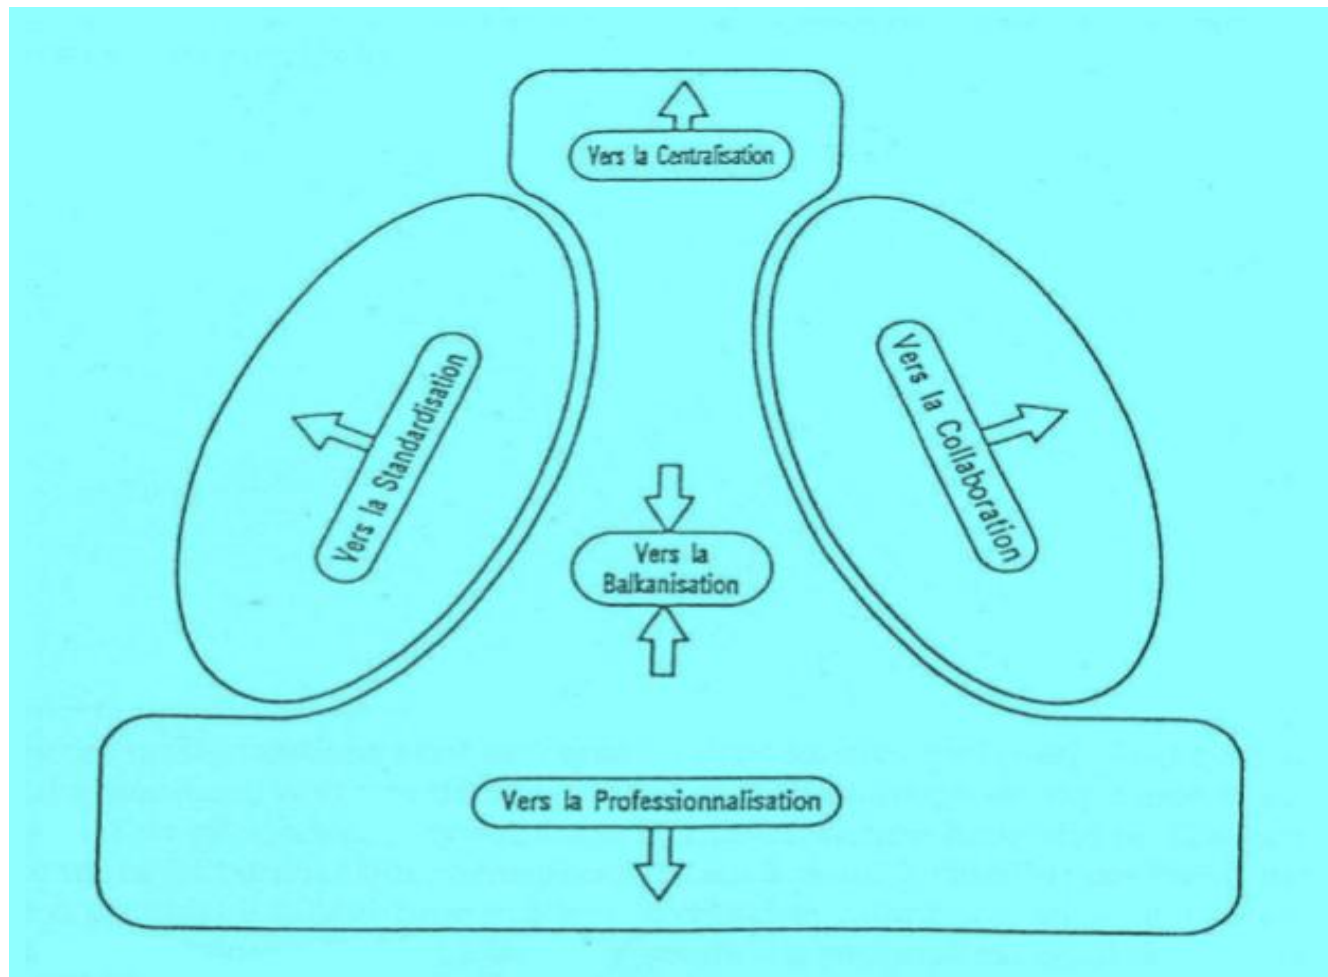 Vers la Centralisation
Vers la Standardisation
Vers la Collaboration
Vers la
Balkanisation
Vers la Professionnalisation